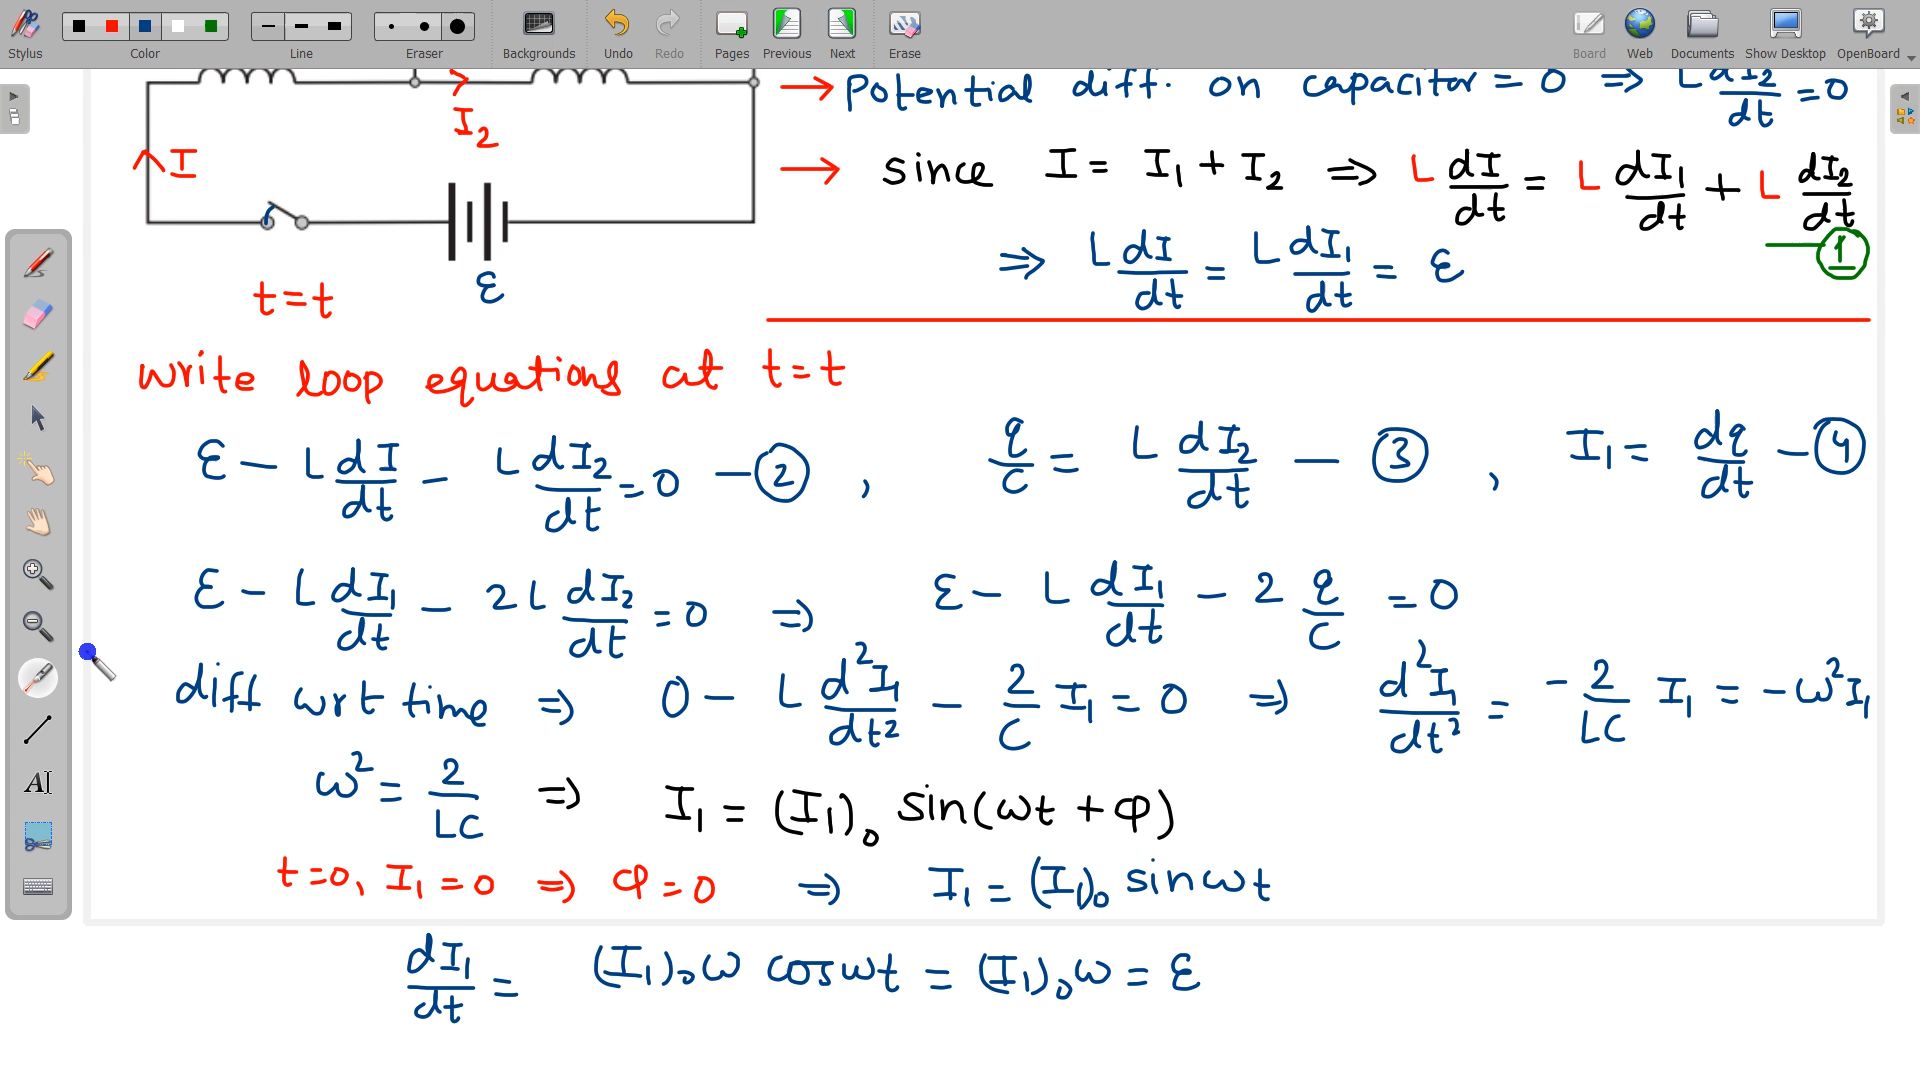 Stylus Color Line Eraser Backgrounds Undo Redo Pages Previous Next Erase Board Web Documents Show Desktop OpenBoard
I
I2
ε
t=t
→ Potential diff. on capacitor = 0 ⇒ L dI2/dt = 0
→ since I = I1 + I2 ⇒ L dI/dt = L dI1/dt + L dI2/dt
⇒ L dI/dt = L dI1/dt = ε — ①
write loop equations at t=t
ε − L dI/dt − L dI2/dt = 0 — ② , q/C = L dI2/dt — ③ , I1 = dq/dt — ④
ε − L dI1/dt − 2L dI2/dt = 0 ⇒ ε − L dI1/dt − 2 q/C = 0
diff wrt time ⇒ 0 − L d²I1/dt² − 2/C I1 = 0 ⇒ d²I1/dt² = −2/LC I1 = −ω²I1
ω² = 2/LC ⇒ I1 = (I1)0 sin(ωt + φ)
t=0, I1 = 0 ⇒ φ = 0 ⇒ I1 = (I1)0 sinωt
dI1/dt = (I1)0 ω cosωt = (I1)0 ω = ε